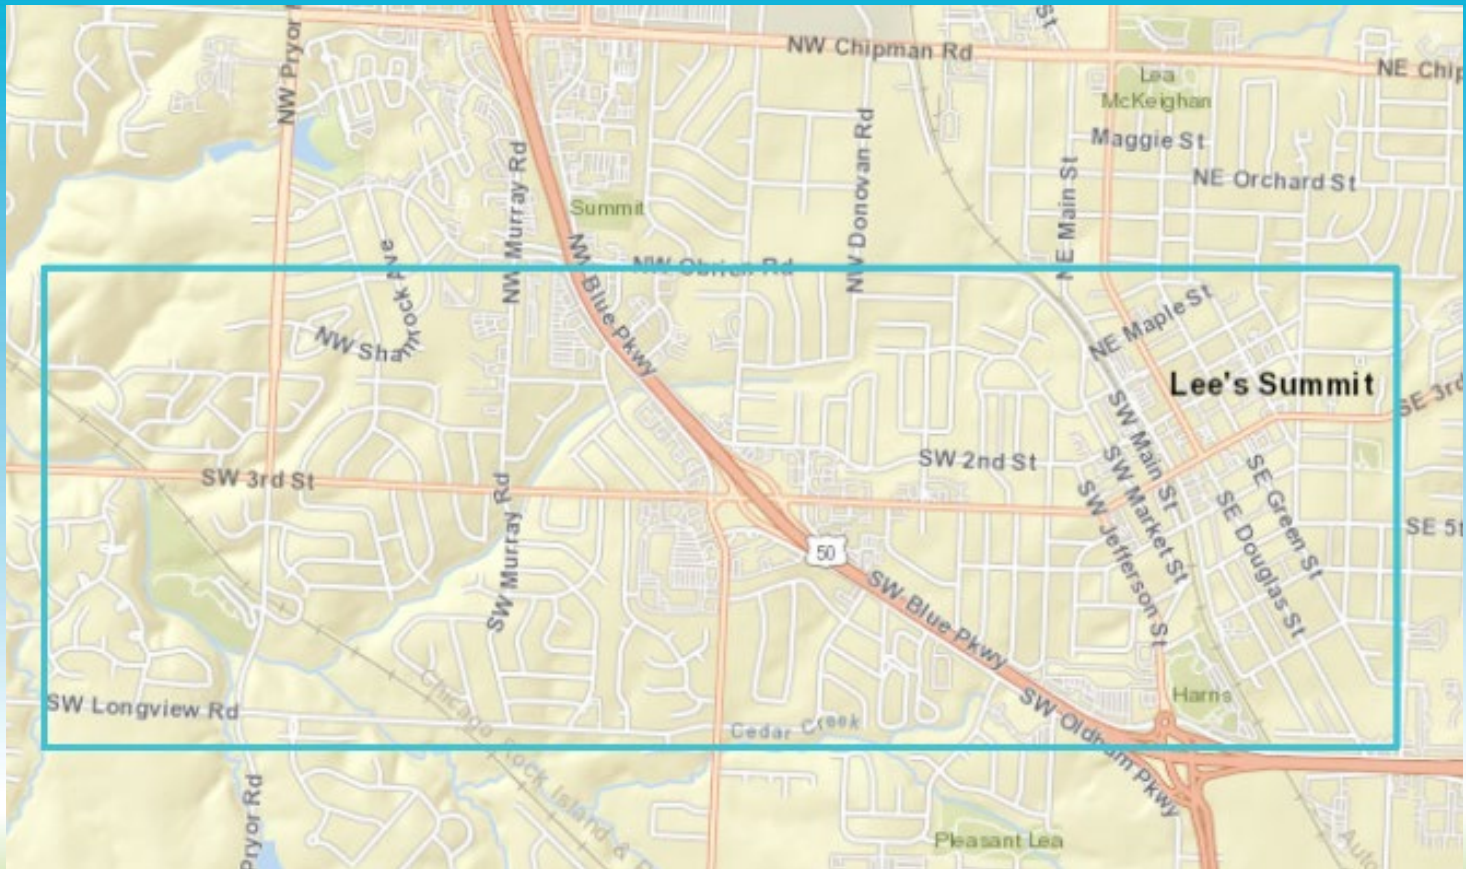 St
NW Pryor
NW Chipman Rd
NE Chip
Lea
McKeighan
Maggie St
NE Orchard St
NW Murray Rd
NW Donovan Rd
NE Main St
Summit
NW Obrien Rd
NW Shamrock Ave
NW Blue Pkwy
NE Maple St
Lee's Summit
SE 3rd
SW Main St
SW 2nd St
SW 3rd St
SW Market St
SE Green St
SW Murray Rd
SW Jefferson St
SE Douglas St
SE 5t
50
SW Blue Pkwy
Harris
SW Longview Rd
Cedar Creek
SW Oldham Pkwy
Chicago Rock Island &
Pryor Rd
Pleasant Lea
Auto